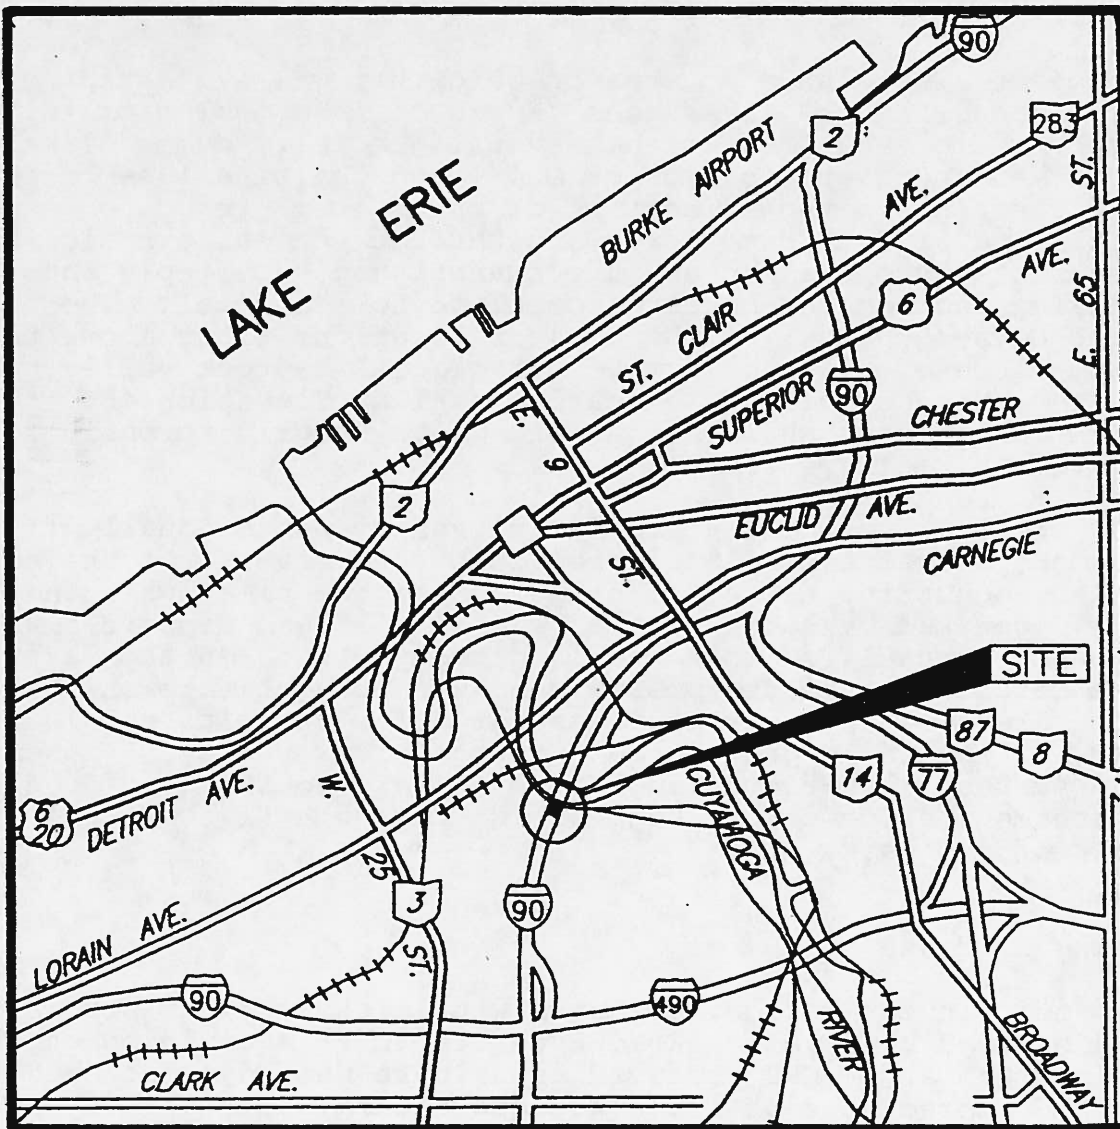 90
283
2
BURKE AIRPORT
LAKE ERIE
AVE.
ST.
AVE.
6
E. 65
ST. CLAIR
90
SUPERIOR
CHESTER
E. 9 ST.
2
EUCLID AVE.
CARNEGIE
SITE
87
8
14
77
6
20
DETROIT AVE.
W. 25 ST.
CUYAHOGA RIVER
3
90
LORAIN AVE.
90
490
BROADWAY
CLARK AVE.